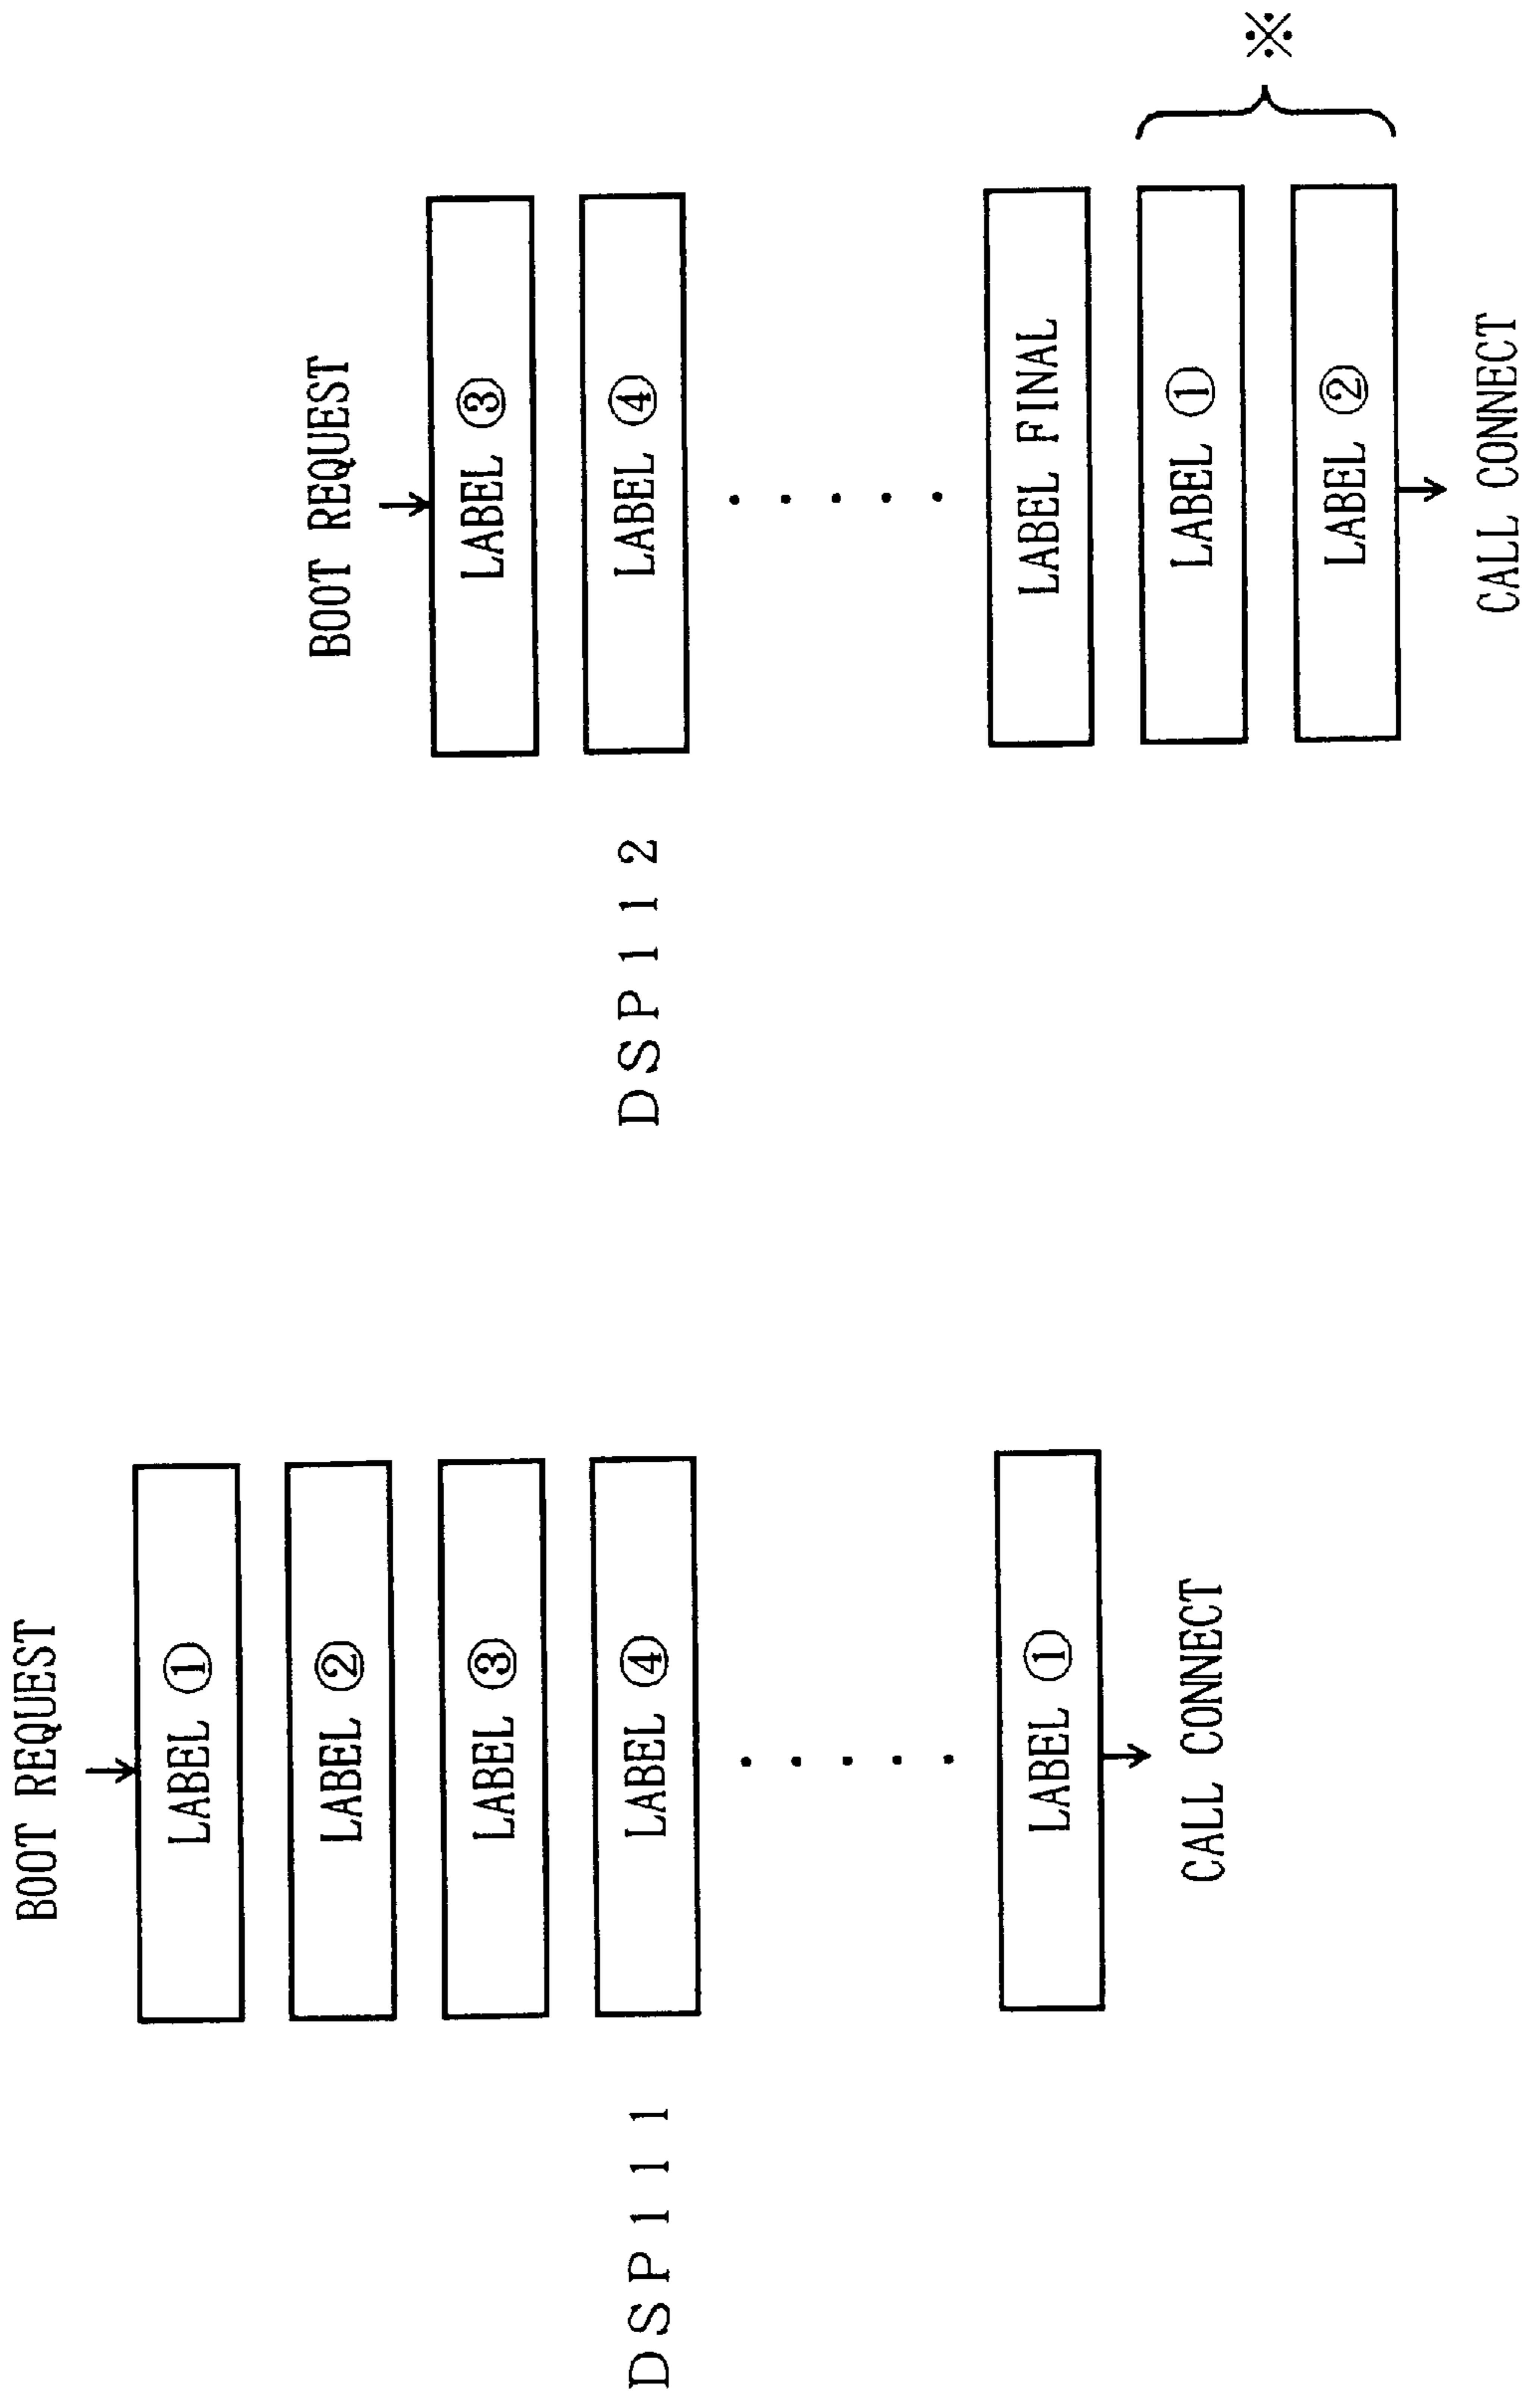 BOOT REQUEST
LABEL ①
LABEL ②
LABEL ③
LABEL ④
DSP111
. . . . .
LABEL ①
CALL CONNECT
BOOT REQUEST
LABEL ③
LABEL ④
DSP112
. . . . .
LABEL FINAL
LABEL ①
LABEL ②
※
CALL CONNECT